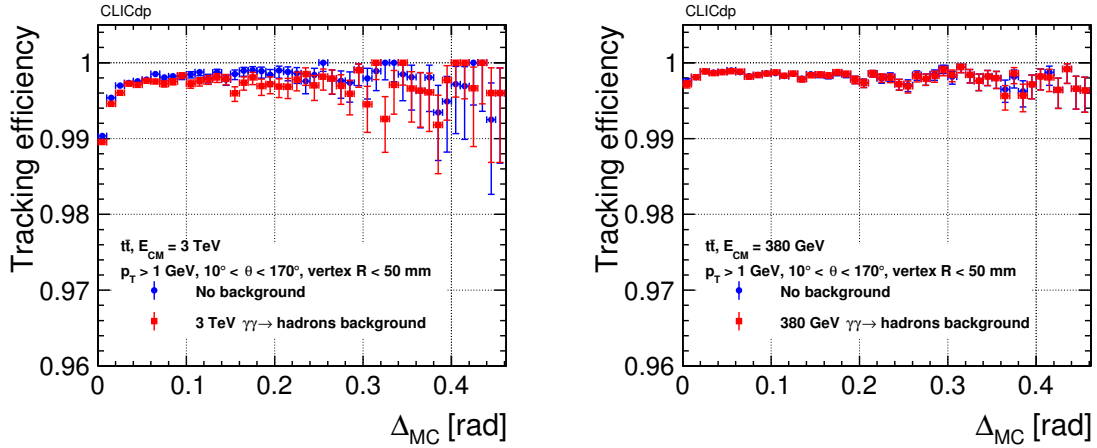 CLICdp
Tracking efficiency
1
0.99
0.98
0.97
0.96
tt̄, E_CM = 3 TeV
p_T > 1 GeV, 10° < θ < 170°, vertex R < 50 mm
No background
3 TeV γγ→ hadrons background
0 0.1 0.2 0.3 0.4
Δ_MC [rad]
CLICdp
Tracking efficiency
1
0.99
0.98
0.97
0.96
tt̄, E_CM = 380 GeV
p_T > 1 GeV, 10° < θ < 170°, vertex R < 50 mm
No background
380 GeV γγ→ hadrons background
0 0.1 0.2 0.3 0.4
Δ_MC [rad]